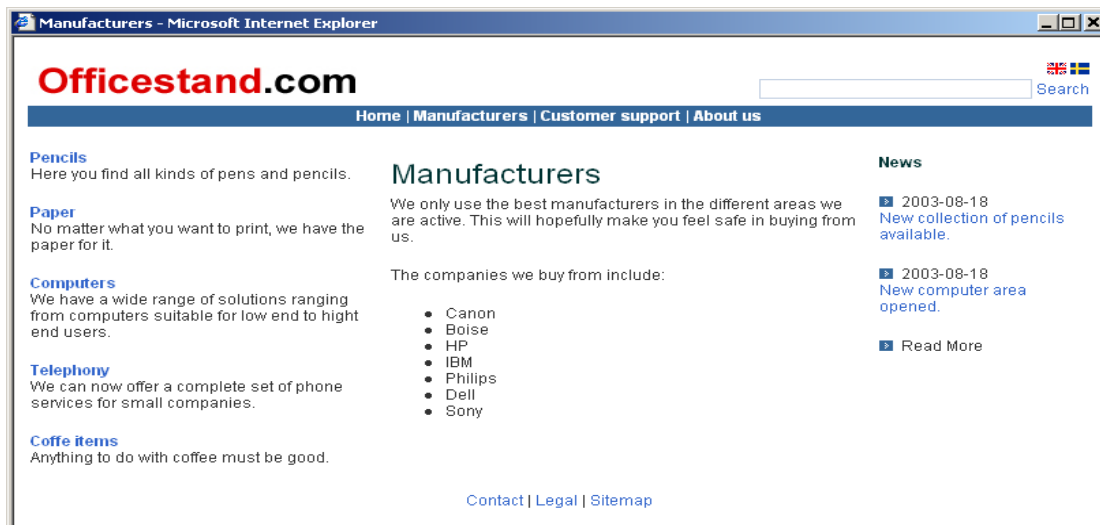 Manufacturers - Microsoft Internet Explorer
Officestand.com
Search
Home | Manufacturers | Customer support | About us
Pencils
Here you find all kinds of pens and pencils.
Paper
No matter what you want to print, we have the
paper for it.
Computers
We have a wide range of solutions ranging
from computers suitable for low end to hight
end users.
Telephony
We can now offer a complete set of phone
services for small companies.
Coffe items
Anything to do with coffee must be good.
Manufacturers
We only use the best manufacturers in the different areas we
are active. This will hopefully make you feel safe in buying from
us.
The companies we buy from include:
Canon
Boise
HP
IBM
Philips
Dell
Sony
News
2003-08-18
New collection of pencils
available.
2003-08-18
New computer area
opened.
Read More
Contact | Legal | Sitemap